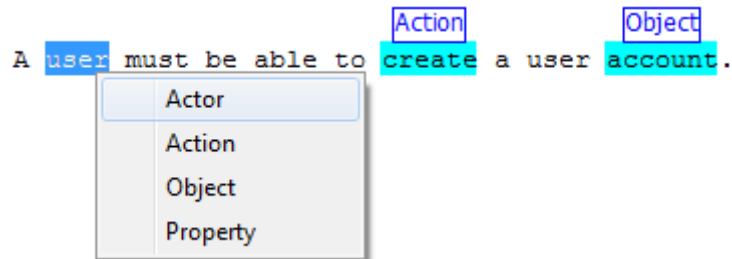 Action Object
A user must be able to create a user account.
Actor
Action
Object
Property